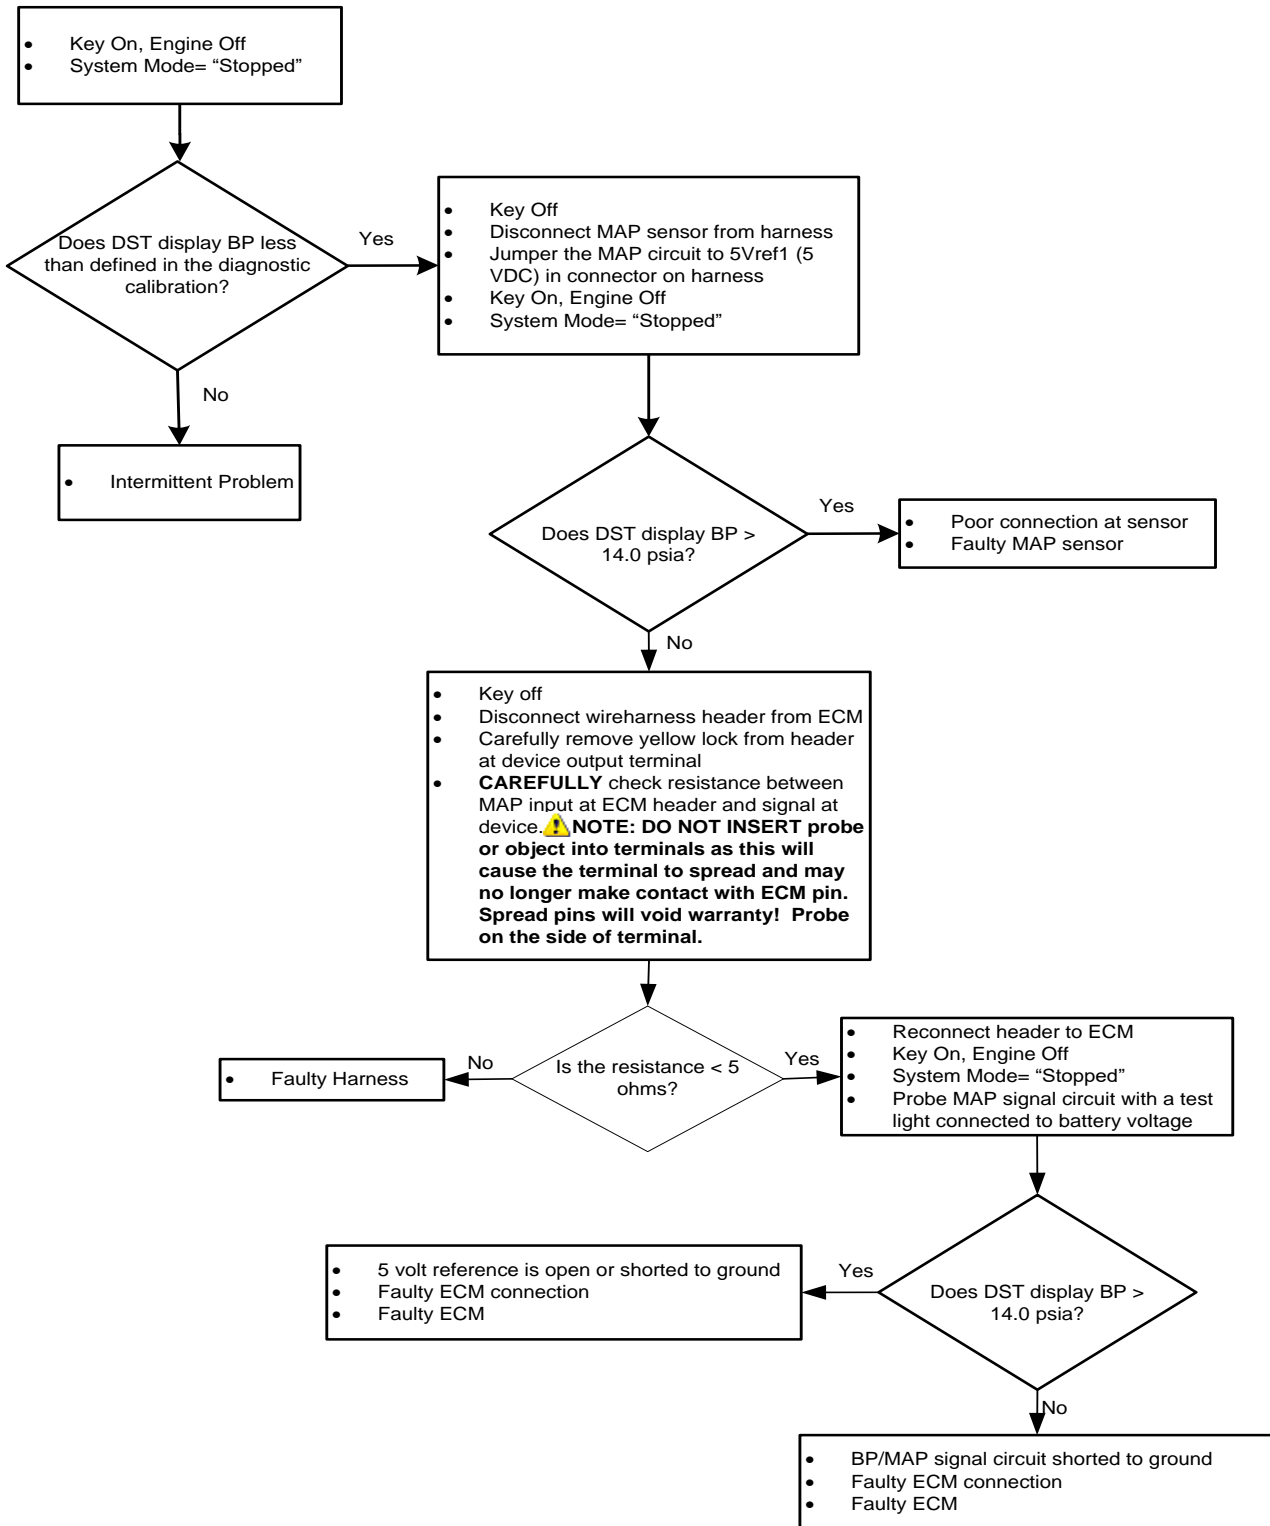 • Key On, Engine Off
• System Mode= “Stopped”
Does DST display BP less
than defined in the diagnostic
calibration?
Yes
• Key Off
• Disconnect MAP sensor from harness
• Jumper the MAP circuit to 5Vref1 (5
VDC) in connector on harness
• Key On, Engine Off
• System Mode= “Stopped”
No
• Intermittent Problem
Does DST display BP >
14.0 psia?
Yes
• Poor connection at sensor
• Faulty MAP sensor
No
• Key off
• Disconnect wireharness header from ECM
• Carefully remove yellow lock from header
at device output terminal
• CAREFULLY check resistance between
MAP input at ECM header and signal at
device. NOTE: DO NOT INSERT probe
or object into terminals as this will
cause the terminal to spread and may
no longer make contact with ECM pin.
Spread pins will void warranty! Probe
on the side of terminal.
Is the resistance < 5
ohms?
No
• Faulty Harness
Yes
• Reconnect header to ECM
• Key On, Engine Off
• System Mode= “Stopped”
• Probe MAP signal circuit with a test
light connected to battery voltage
Does DST display BP >
14.0 psia?
Yes
• 5 volt reference is open or shorted to ground
• Faulty ECM connection
• Faulty ECM
No
• BP/MAP signal circuit shorted to ground
• Faulty ECM connection
• Faulty ECM